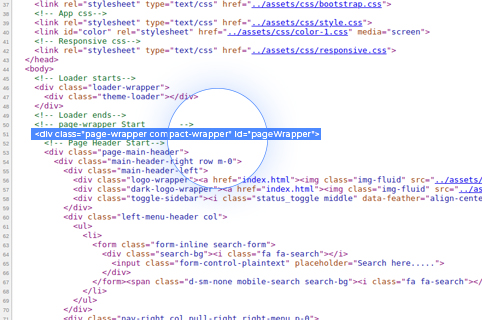 37 <link rel="stylesheet" type="text/css" href="../assets/css/bootstrap.css">
38 <!-- App css-->
39 <link rel="stylesheet" type="text/css" href="../assets/css/style.css">
40 <link id="color" rel="stylesheet" href="../assets/css/color-1.css" media="screen">
41 <!-- Responsive css-->
42 <link rel="stylesheet" type="text/css" href="../assets/css/responsive.css">
43 </head>
44 <body>
45 <!-- Loader starts-->
46 <div class="loader-wrapper">
47 <div class="theme-loader"></div>
48 </div>
49 <!-- Loader ends-->
50 <!-- page-wrapper Start -->
51 <div class="page-wrapper compact-wrapper" id="pageWrapper">
52 <!-- Page Header Start-->
53 <div class="page-main-header">
54 <div class="main-header-right row m-0">
55 <div class="main-header-left">
56 <div class="logo-wrapper"><a href="index.html"><img class="img-fluid" src="../assets/
57 <div class="dark-logo-wrapper"><a href="index.html"><img class="img-fluid" src="../as
58 <div class="toggle-sidebar"><i class="status_toggle middle" data-feather="align-cente
59 </div>
60 <div class="left-menu-header col">
61 <ul>
62 <li>
63 <form class="form-inline search-form">
64 <div class="search-bg"><i class="fa fa-search"></i>
65 <input class="form-control-plaintext" placeholder="Search here.....">
66 </div>
67 </form><span class="d-sm-none mobile-search search-bg"><i class="fa fa-search"></i>
68 </li>
69 </ul>
70 </div>
71 <div class="nav-right col pull-right right-menu p-0">